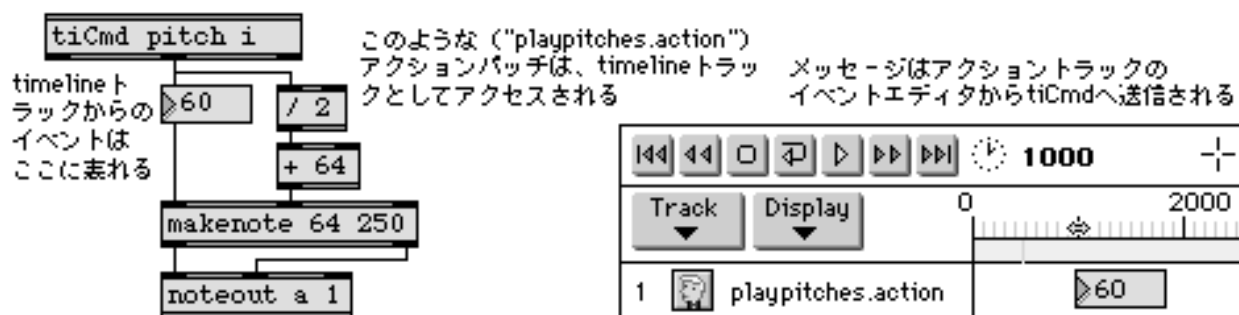 tiCmd pitch i
timelineト
ラックからの
イベントは
ここに表れる
60
/ 2
+ 64
makenote 64 250
noteout a 1
このような ("playpitches.action")
アクションパッチは、timelineトラッ
クとしてアクセスされる
メッセージはアクショントラックの
イベントエディタからtiCmdへ送信される
1000
Track
Display
0
2000
1
playpitches.action
60